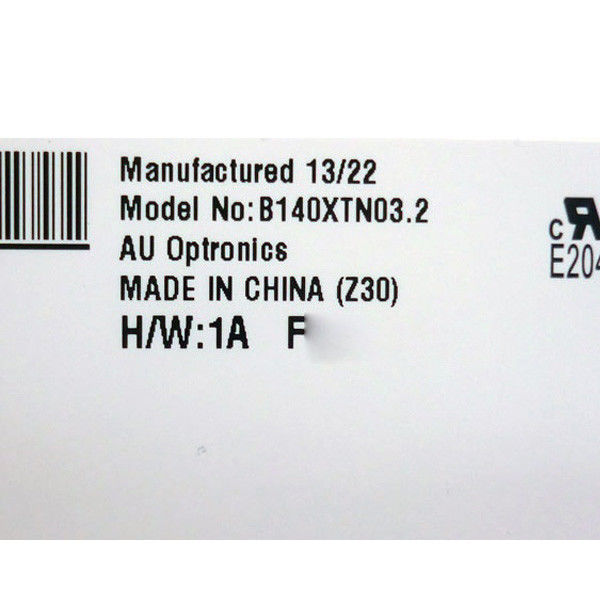 Manufactured 13/22
Model No:B140XTN03.2
AU Optronics
MADE IN CHINA (Z30)
H/W:1A F
c
E204